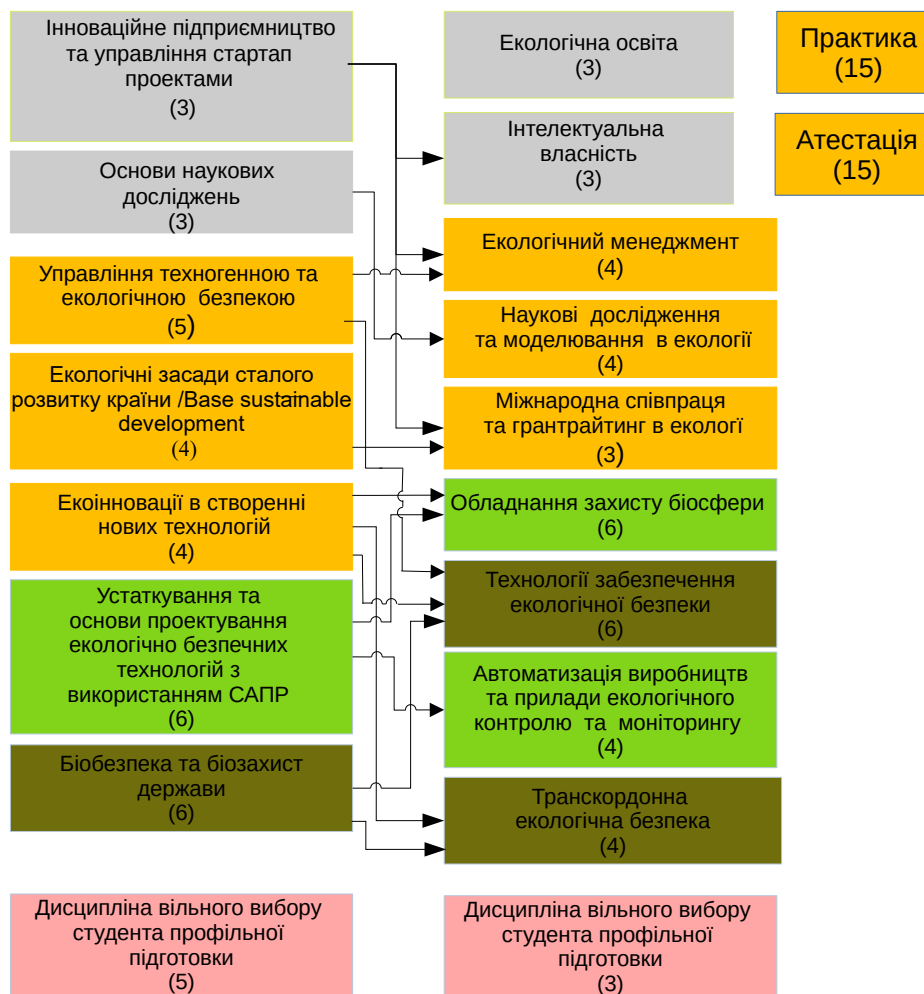 Інноваційне підприємництво
та управління стартап
проектами
(3)
Основи наукових
досліджень
(3)
Управління техногенною та
екологічною безпекою
(5)
Екологічні засади сталого
розвитку країни /Base sustainable
development
(4)
Екоінновації в створенні
нових технологій
(4)
Устаткування та
основи проектування
екологічно безпечних
технологій з
використанням САПР
(6)
Біобезпека та біозахист
держави
(6)
Дисципліна вільного вибору
студента профільної
підготовки
(5)
Екологічна освіта
(3)
Інтелектуальна
власність
(3)
Екологічний менеджмент
(4)
Наукові дослідження
та моделювання в екології
(4)
Міжнародна співпраця
та грантрайтинг в екології
(3)
Обладнання захисту біосфери
(6)
Технології забезпечення
екологічної безпеки
(6)
Автоматизація виробництв
та прилади екологічного
контролю та моніторингу
(4)
Транскордонна
екологічна безпека
(4)
Дисципліна вільного вибору
студента профільної
підготовки
(3)
Практика
(15)
Атестація
(15)